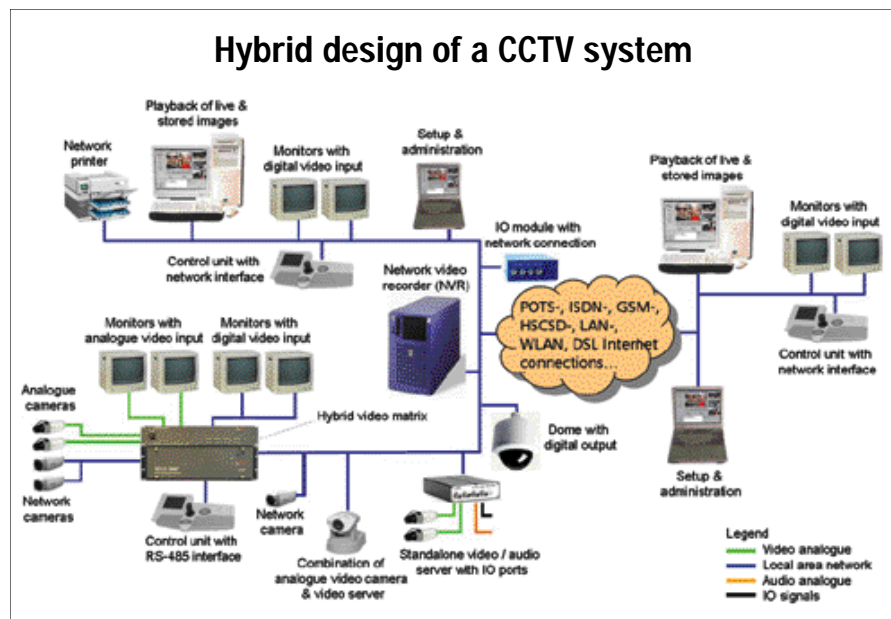 Hybrid design of a CCTV system
Playback of live &
stored images
Network
printer
Monitors with
digital video input
Setup &
administration
Playback of live &
stored images
Monitors with
digital video input
IO module with
network connection
Control unit with
network interface
Network video
recorder (NVR)
POTS-, ISDN-, GSM-,
HSCSD-, LAN-,
WLAN, DSL Internet
connections...
Control unit with
network interface
Monitors with
analogue video input
Monitors with
digital video input
Analogue
cameras
Hybrid video matrix
Dome with
digital output
Setup &
administration
Network
cameras
Control unit with
RS-485 interface
Network
camera
Combination of
analogue video camera
& video server
Standalone video / audio
server with IO ports
Legend
Video analogue
Local area network
Audio analogue
IO signals